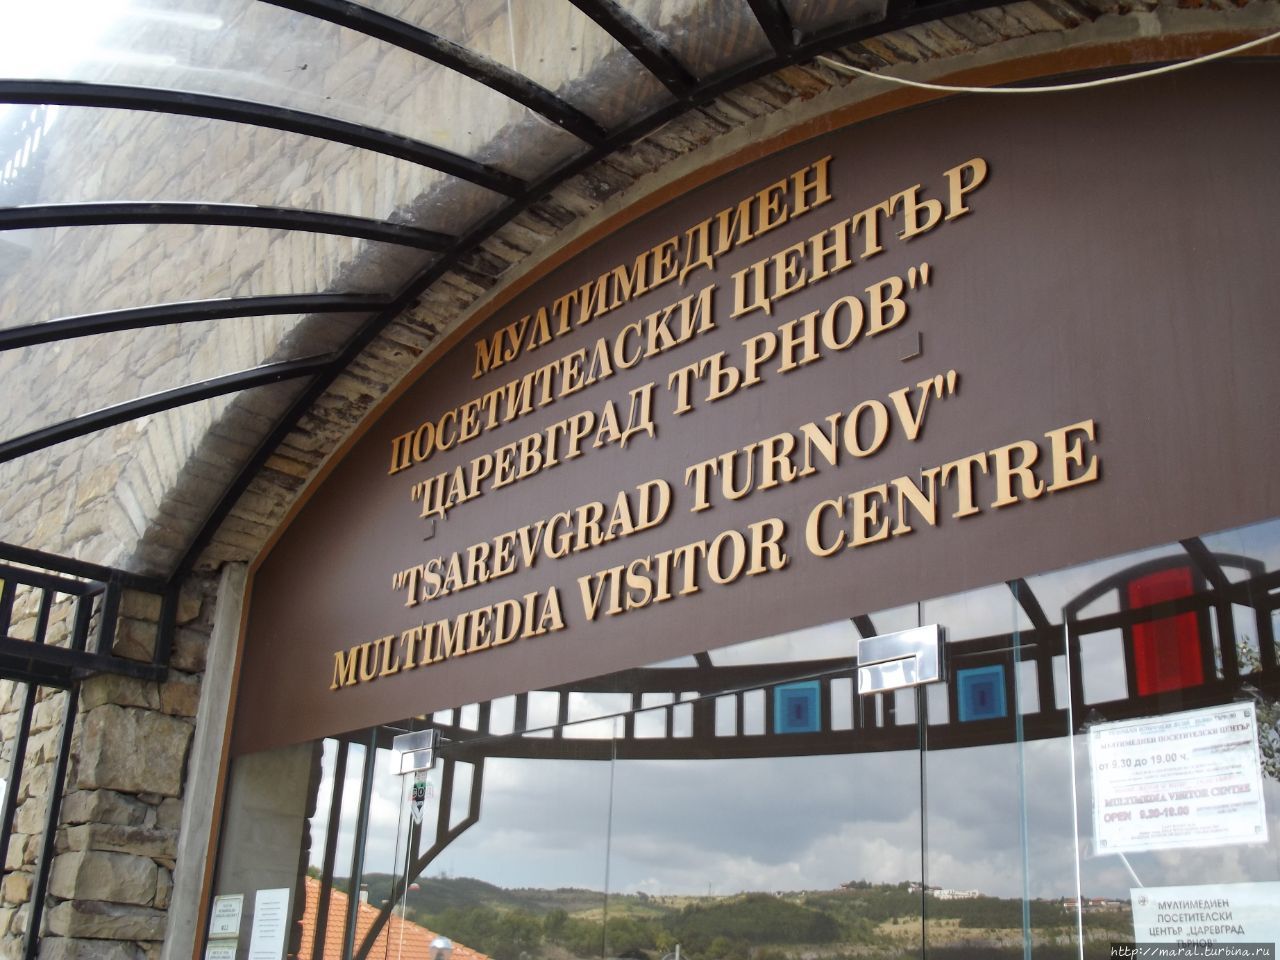 МУЛТИМЕДИЕН
ПОСЕТИТЕЛСКИ ЦЕНТЪР
"ЦАРЕВГРАД ТЪРНОВ"
"TSAREVGRAD TURNOV"
MULTIMEDIA VISITOR CENTRE
МУЛТИМЕДИЕН ПОСЕТИТЕЛСКИ ЦЕНТЪР
от 9.30 до 19.00 ч.
MULTIMEDIA VISITOR CENTRE
OPEN 9.30-19.00
МУЛТИМЕДИЕН
ПОСЕТИТЕЛСКИ
ЦЕНТЪР „ЦАРЕВГРАД
ТЪРНОВ"
http://maral.turbina.ru